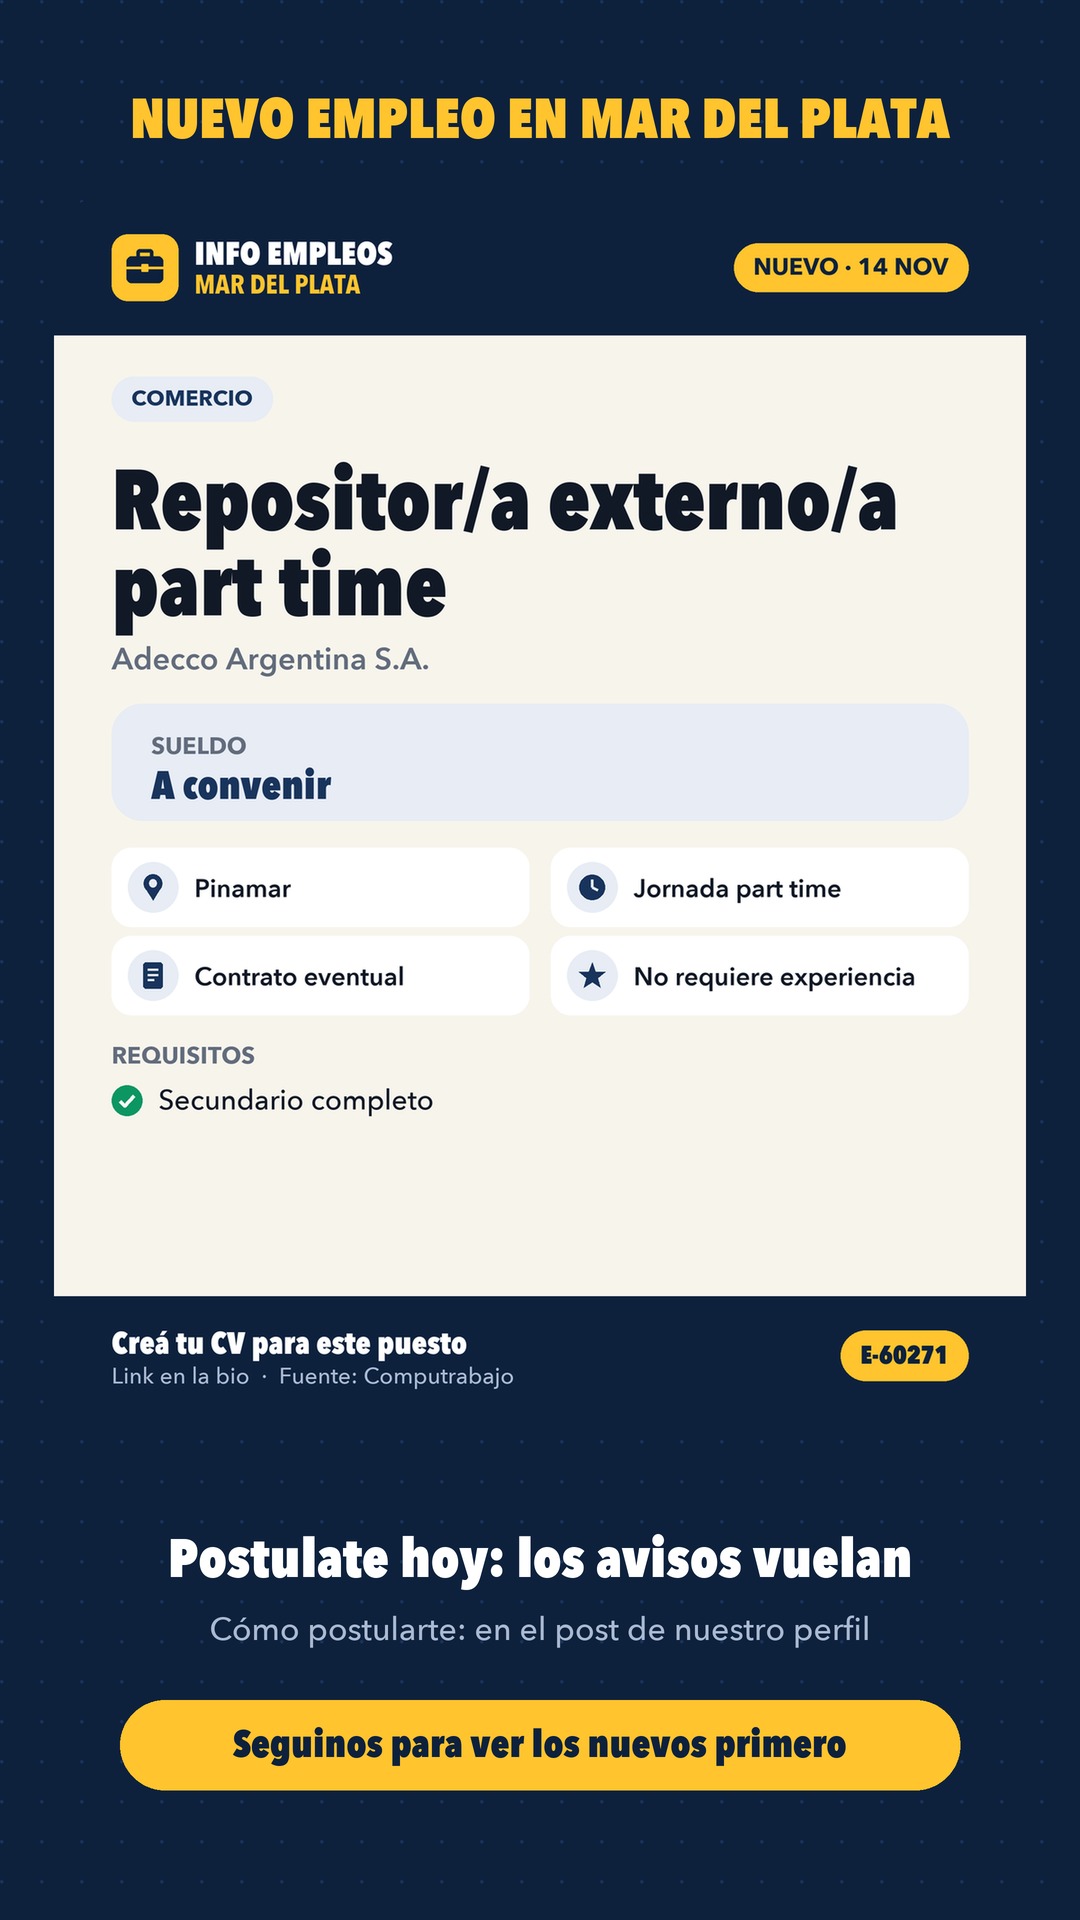 NUEVO EMPLEO EN MAR DEL PLATA
INFO EMPLEOS
MAR DEL PLATA
NUEVO · 14 NOV
COMERCIO
Repositor/a externo/a
part time
Adecco Argentina S.A.
SUELDO
A convenir
Pinamar
Jornada part time
Contrato eventual
No requiere experiencia
REQUISITOS
Secundario completo
Creá tu CV para este puesto
Link en la bio · Fuente: Computrabajo
E-60271
Postulate hoy: los avisos vuelan
Cómo postularte: en el post de nuestro perfil
Seguinos para ver los nuevos primero